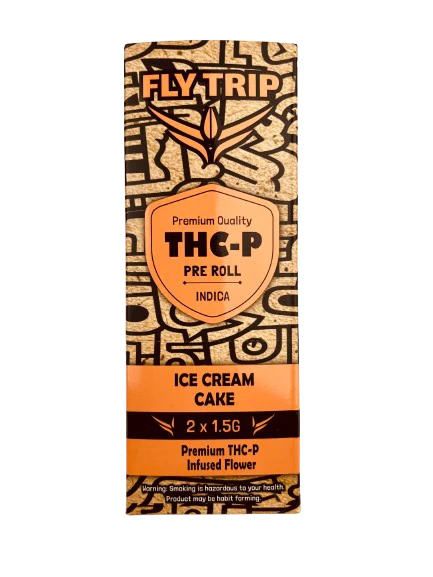 FLY TRIP
Premium Quality
THC-P
PRE ROLL
INDICA
ICE CREAM
CAKE
2 x 1.5G
Premium THC-P
Infused Flower
Warning: Smoking is hazardous to your health.
Product may be habit forming.